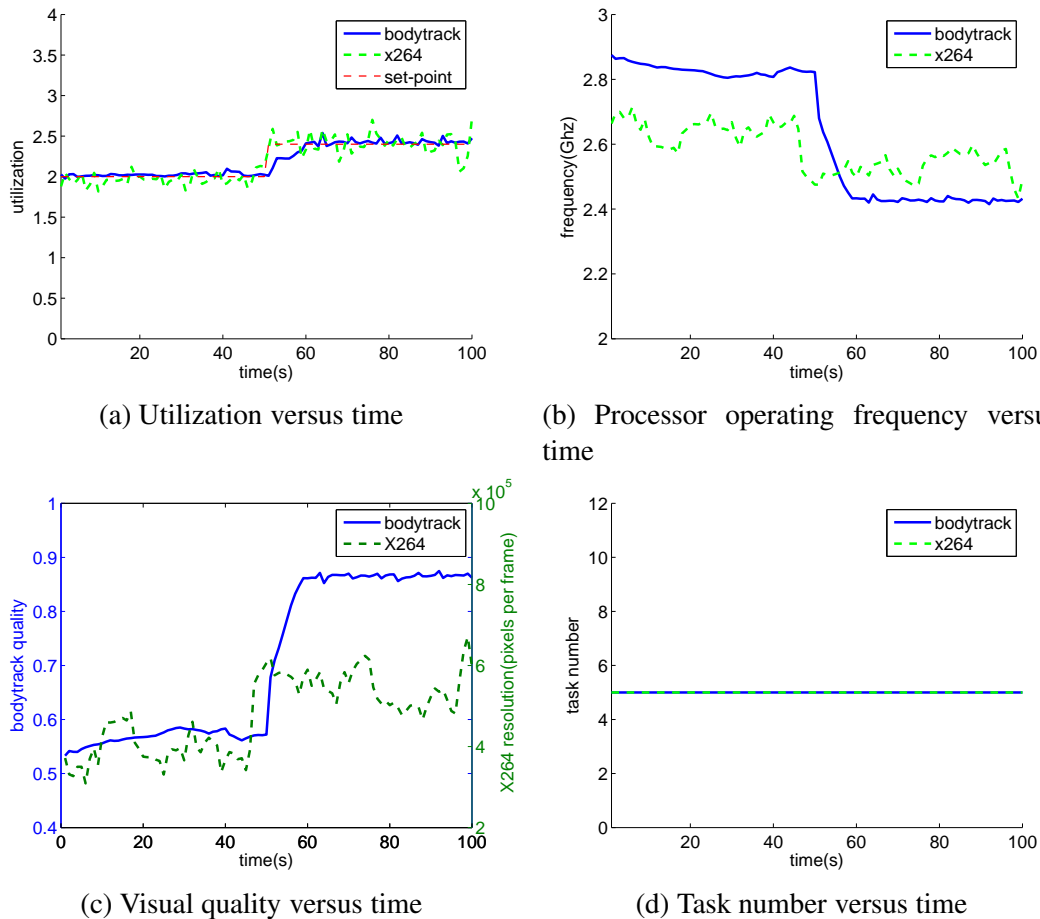 4
3.5
3
2.5
2
1.5
1
0.5
0
utilization
bodytrack
x264
set-point
20
40
60
80
100
time(s)
(a) Utilization versus time
3
2.8
2.6
2.4
2.2
2
frequency(Ghz)
bodytrack
x264
20
40
60
80
100
time(s)
(b) Processor operating frequency versus
time
1
0.9
0.8
0.7
0.6
0.5
0.4
bodytrack quality
bodytrack
X264
x 10^5
10
8
6
4
2
X264 resolution(pixels per frame)
0
20
40
60
80
100
time(s)
(c) Visual quality versus time
12
10
8
6
4
2
0
task number
bodytrack
x264
20
40
60
80
100
time(s)
(d) Task number versus time